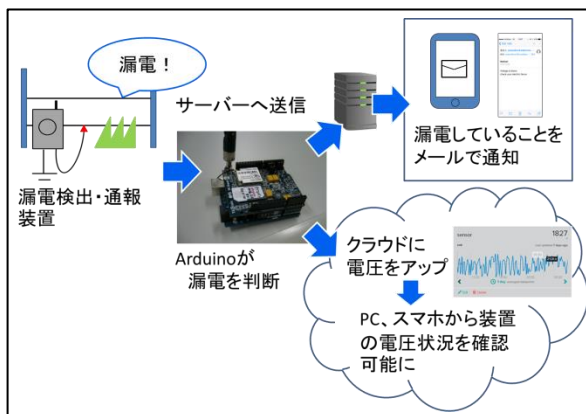 漏電！
サーバーへ送信
漏電検出・通報
装置
Arduinoが
漏電を判断
漏電していることを
メールで通知
クラウドに
電圧をアップ
sensor
1827
PC、スマホから装置
の電圧状況を確認
可能に